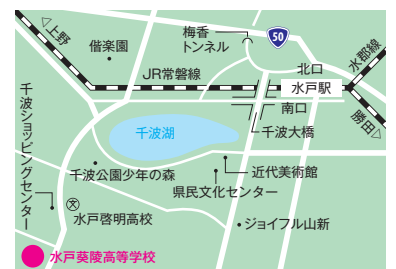 △上野
偕楽園
梅香
トンネル
50
北口
水郡線
JR常磐線
水戸駅
南口
勝田▽
千波湖
千波大橋
千波ショッピングセンター
千波公園少年の森
近代美術館
県民文化センター
文
水戸啓明高校
ジョイフル山新
水戸葵陵高等学校